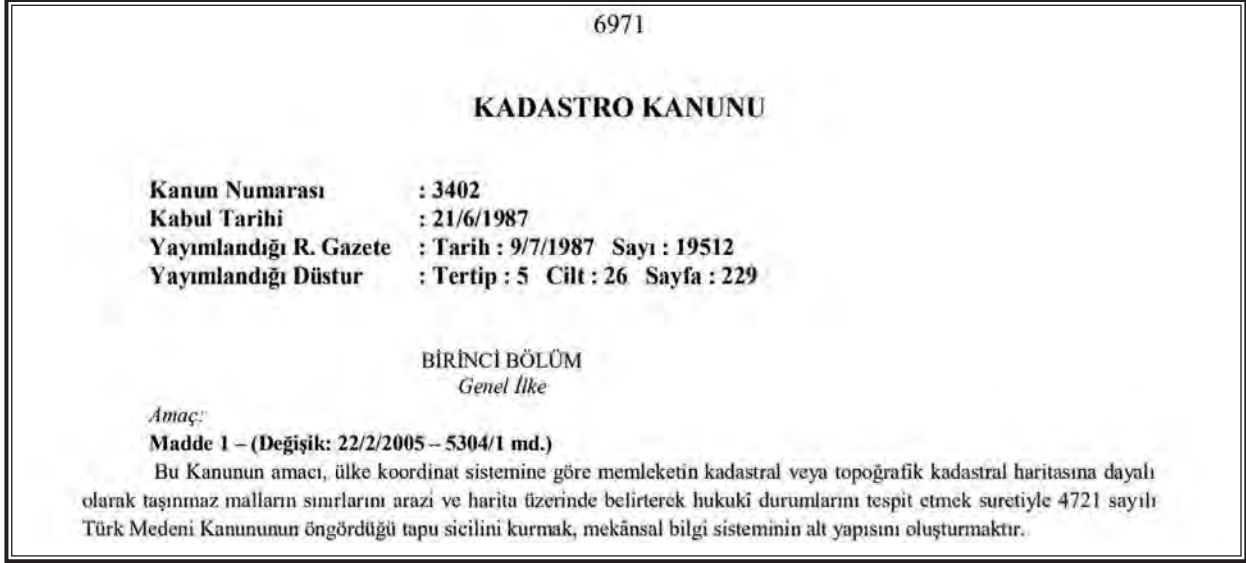 6971
KADASTRO KANUNU
Kanun Numarası : 3402
Kabul Tarihi : 21/6/1987
Yayımlandığı R. Gazete : Tarih : 9/7/1987 Sayı : 19512
Yayımlandığı Düstur : Tertip : 5 Cilt : 26 Sayfa : 229
BİRİNCİ BÖLÜM
Genel İlke
Amaç:
Madde 1 – (Değişik: 22/2/2005 – 5304/1 md.)
Bu Kanunun amacı, ülke koordinat sistemine göre memleketin kadastral veya topoğrafik kadastral haritasına dayalı
olarak taşınmaz malların sınırlarını arazi ve harita üzerinde belirterek hukukî durumlarını tespit etmek suretiyle 4721 sayılı
Türk Medeni Kanununun öngördüğü tapu sicilini kurmak, mekânsal bilgi sisteminin alt yapısını oluşturmaktır.